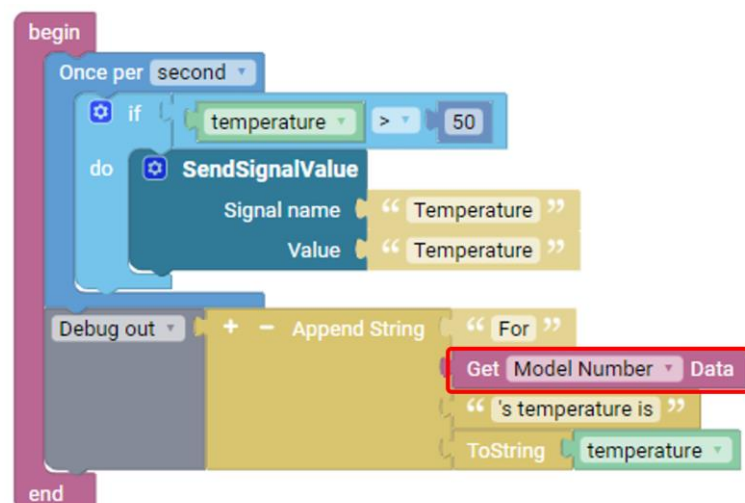 begin
Once per second
if temperature > 50
do SendSignalValue
Signal name “ Temperature ”
Value “ Temperature ”
Debug out + - Append String “ For ”
Get Model Number Data
“ 's temperature is ”
ToString temperature
end